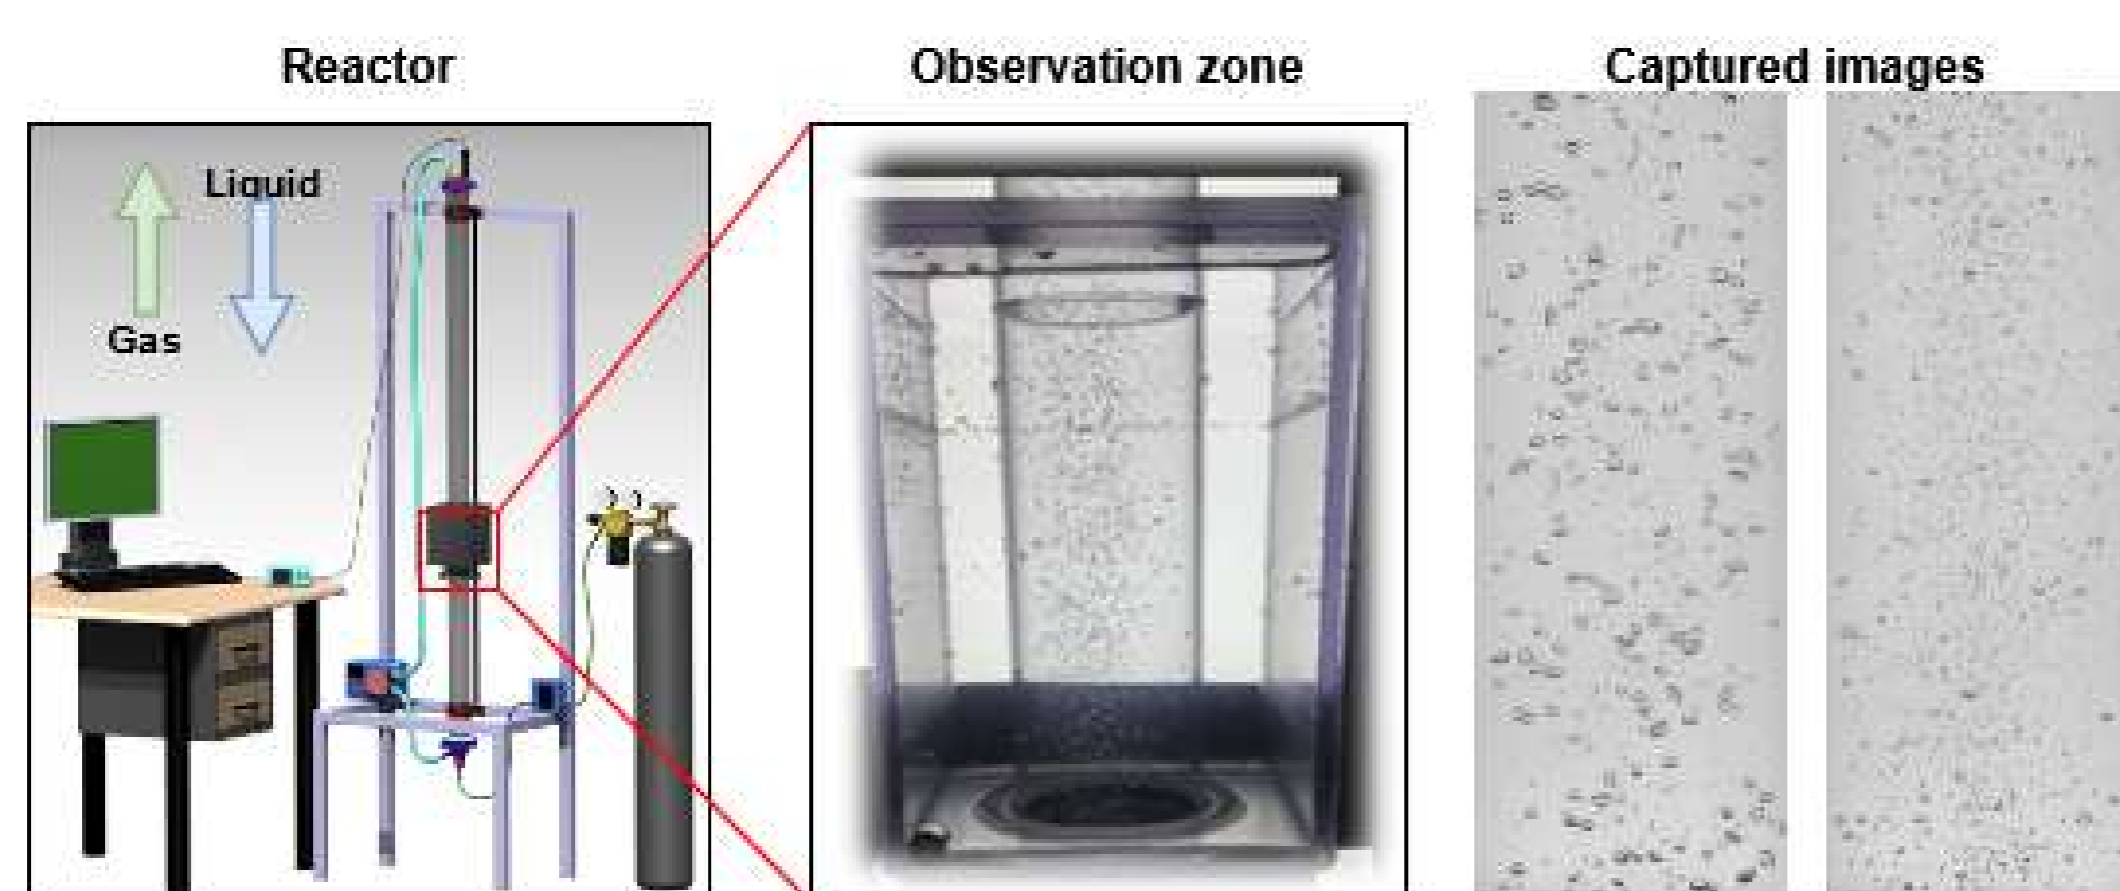 Reactor
Observation zone
Captured images
Liquid
Gas